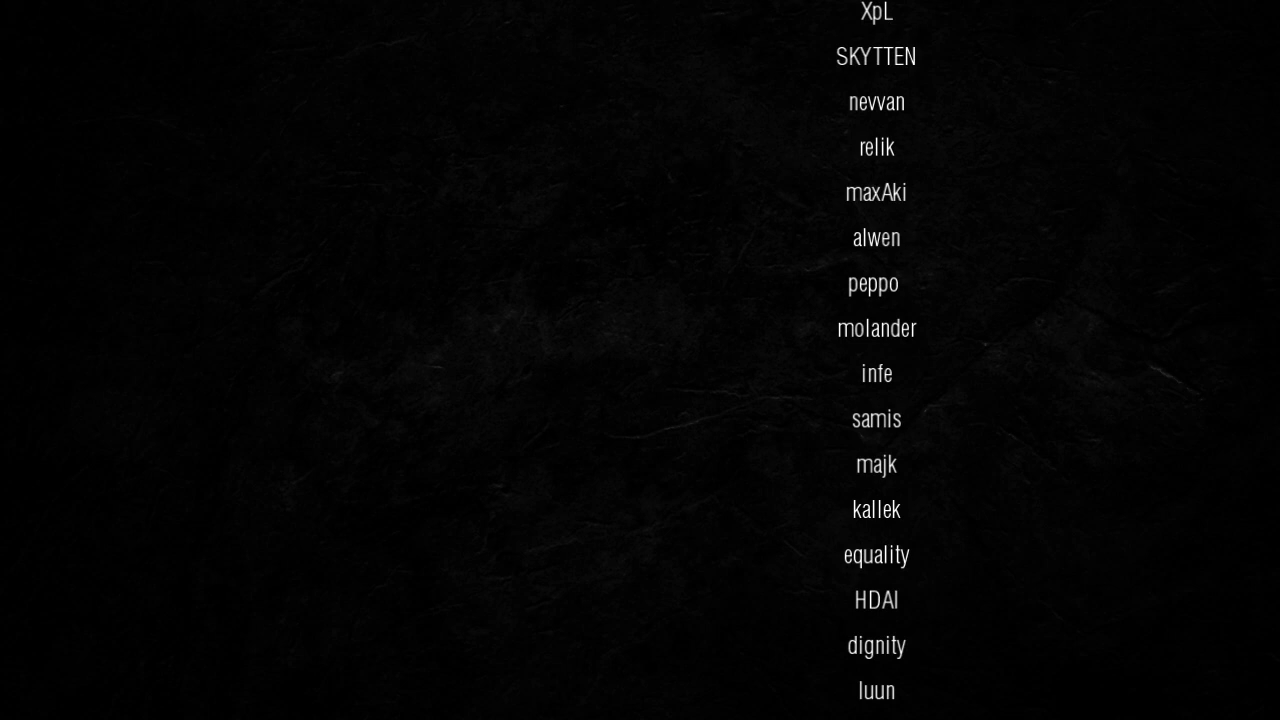 XpL
SKYTTEN
nevvan
relik
maxAki
alwen
peppo
molander
infe
samis
majk
kallek
equality
HDAI
dignity
luun